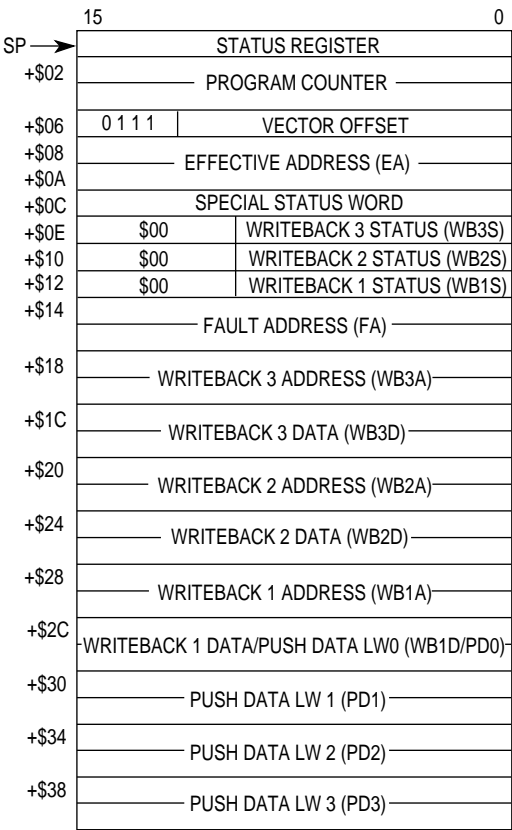 15 0
SP STATUS REGISTER
+$02 PROGRAM COUNTER
+$06 0 1 1 1 VECTOR OFFSET
+$08 EFFECTIVE ADDRESS (EA)
+$0A
+$0C SPECIAL STATUS WORD
+$0E $00 WRITEBACK 3 STATUS (WB3S)
+$10 $00 WRITEBACK 2 STATUS (WB2S)
+$12 $00 WRITEBACK 1 STATUS (WB1S)
+$14 FAULT ADDRESS (FA)
+$18 WRITEBACK 3 ADDRESS (WB3A)
+$1C WRITEBACK 3 DATA (WB3D)
+$20 WRITEBACK 2 ADDRESS (WB2A)
+$24 WRITEBACK 2 DATA (WB2D)
+$28 WRITEBACK 1 ADDRESS (WB1A)
+$2C WRITEBACK 1 DATA/PUSH DATA LW0 (WB1D/PD0)
+$30 PUSH DATA LW 1 (PD1)
+$34 PUSH DATA LW 2 (PD2)
+$38 PUSH DATA LW 3 (PD3)